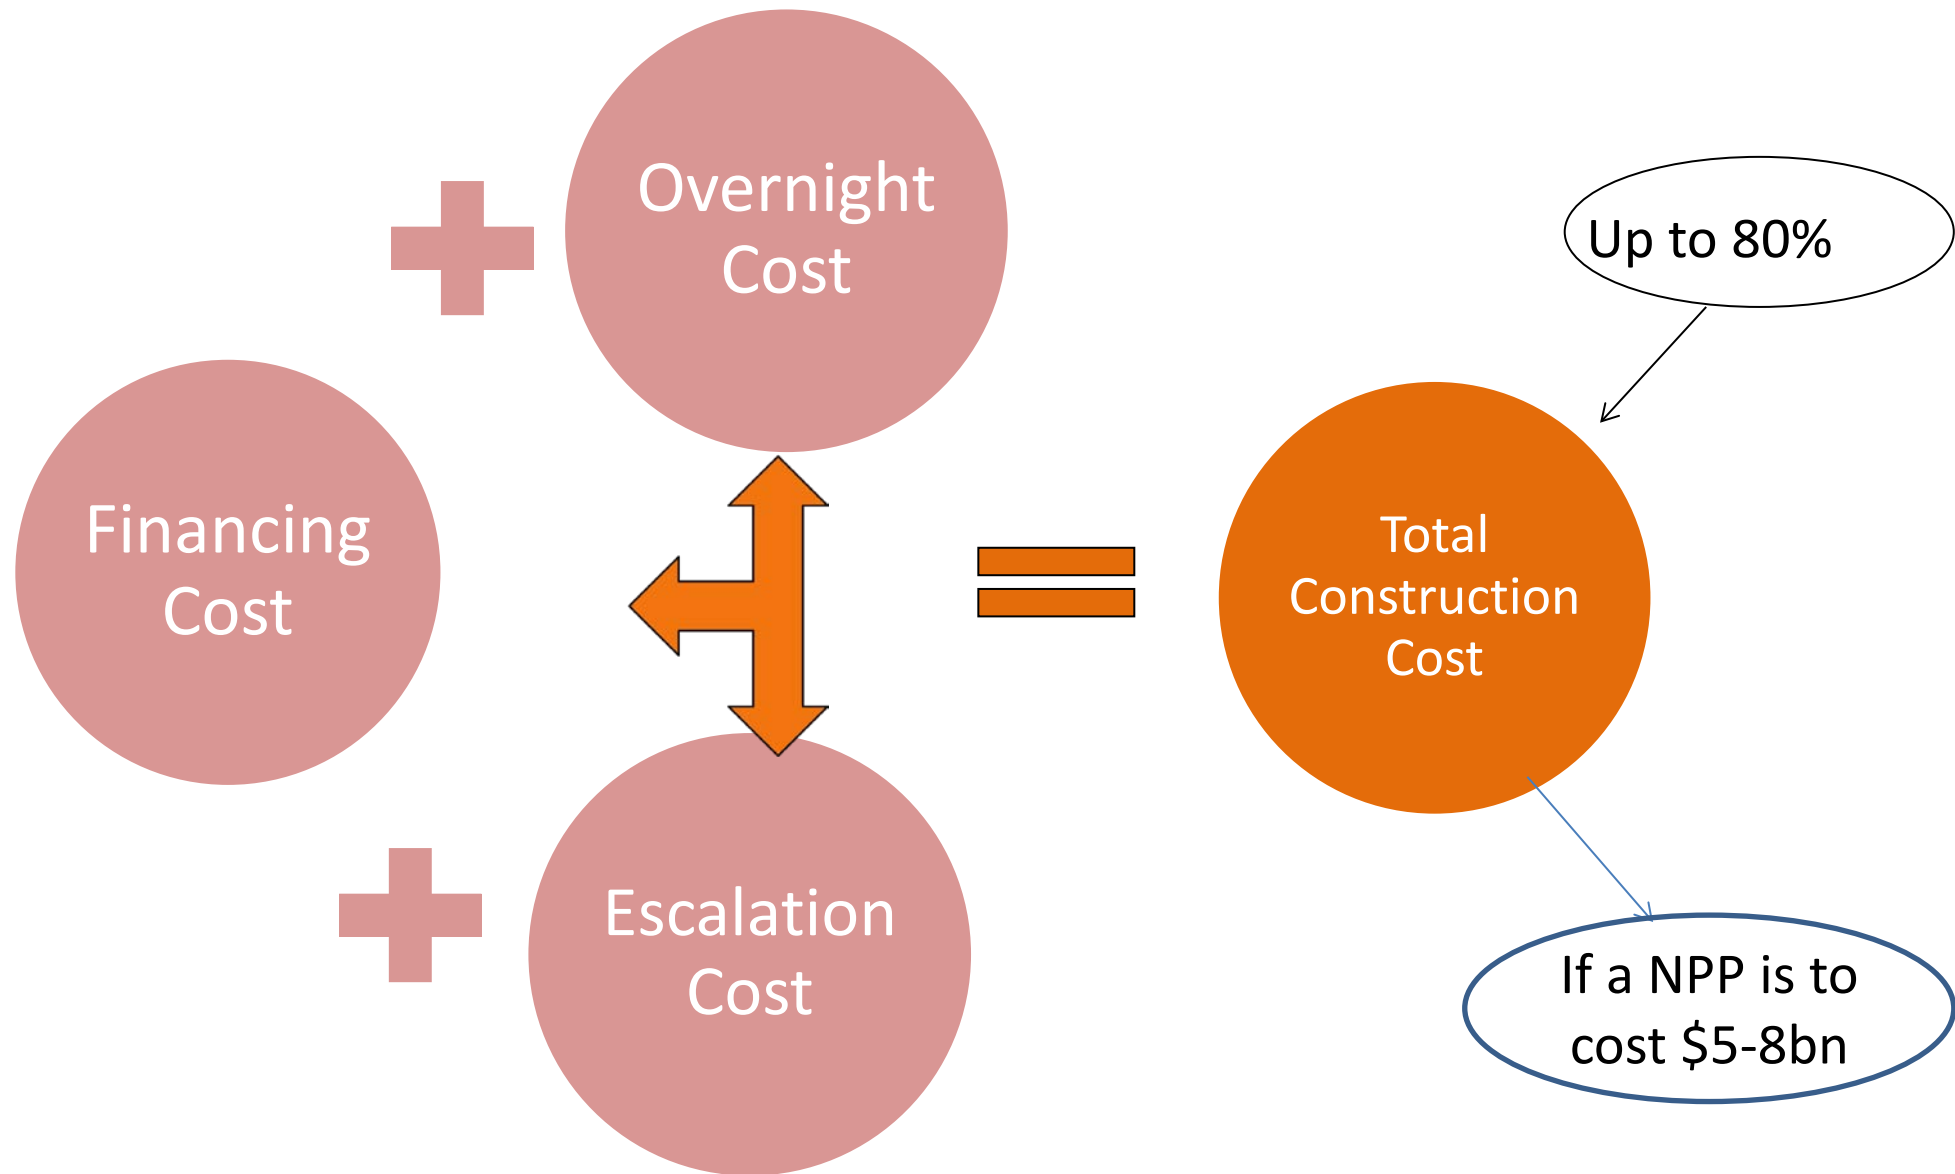 Overnight
Cost
Up to 80%
Financing
Cost
Total
Construction
Cost
Escalation
Cost
If a NPP is to
cost $5-8bn